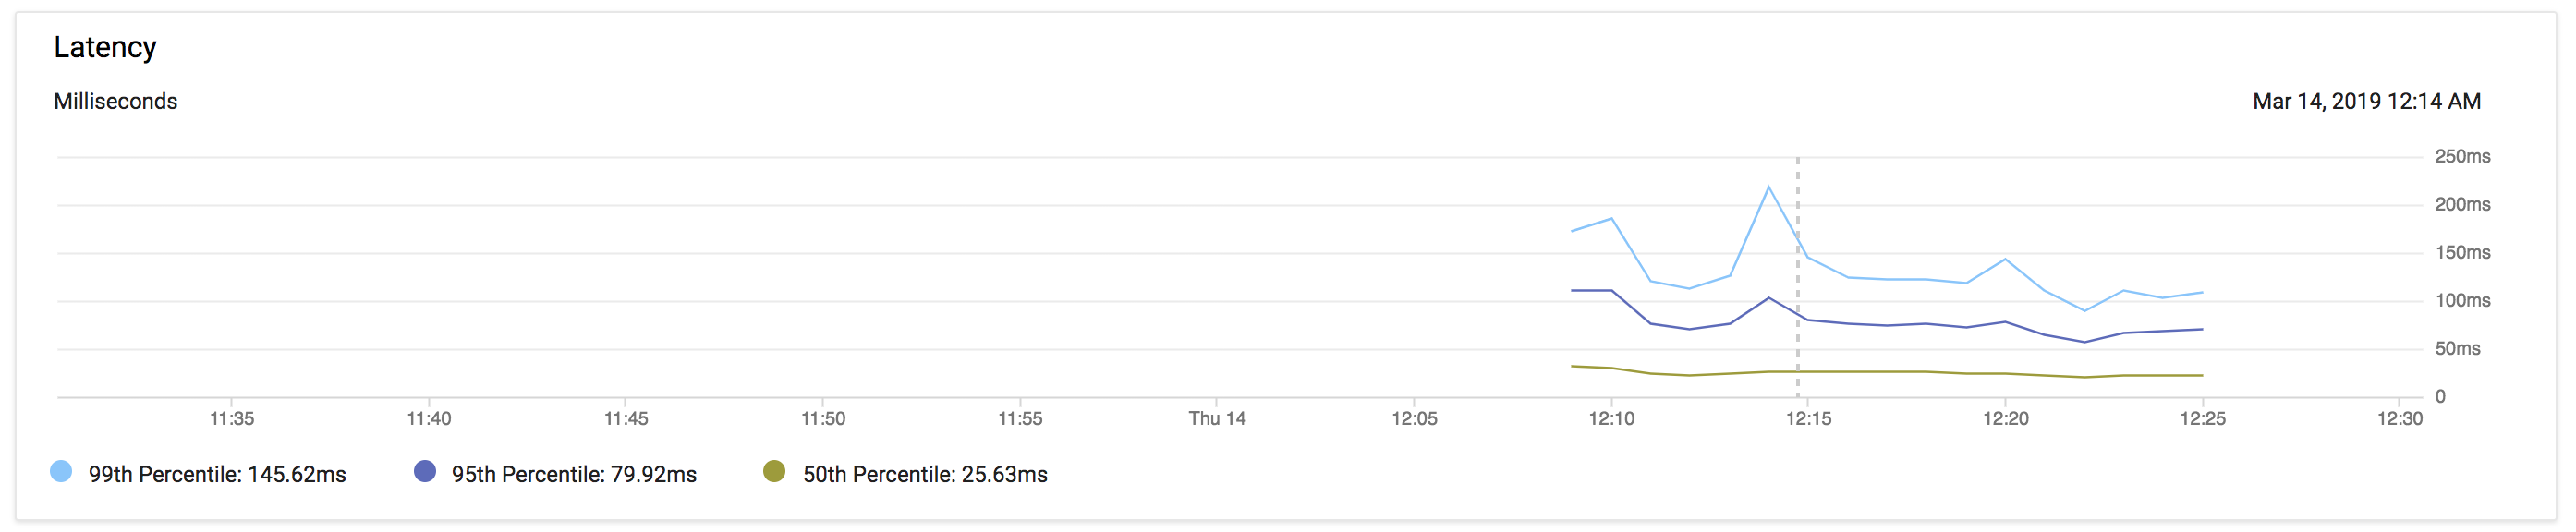 Latency
Milliseconds
Mar 14, 2019 12:14 AM
250ms
200ms
150ms
100ms
50ms
0
11:35 11:40 11:45 11:50 11:55 Thu 14 12:05 12:10 12:15 12:20 12:25 12:30
99th Percentile: 145.62ms 95th Percentile: 79.92ms 50th Percentile: 25.63ms